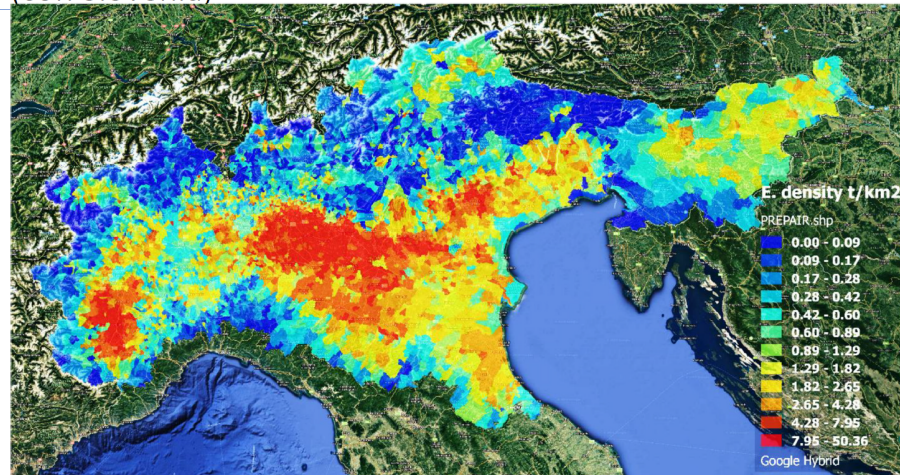 E. density t/km2
PREPAIR shp
0.00 - 0.09
0.09 - 0.17
0.17 - 0.28
0.28 - 0.42
0.42 - 0.60
0.60 - 0.89
0.89 - 1.29
1.29 - 1.82
1.82 - 2.65
2.65 - 4.28
4.28 - 7.95
7.95 - 50.36
Google Hybrid